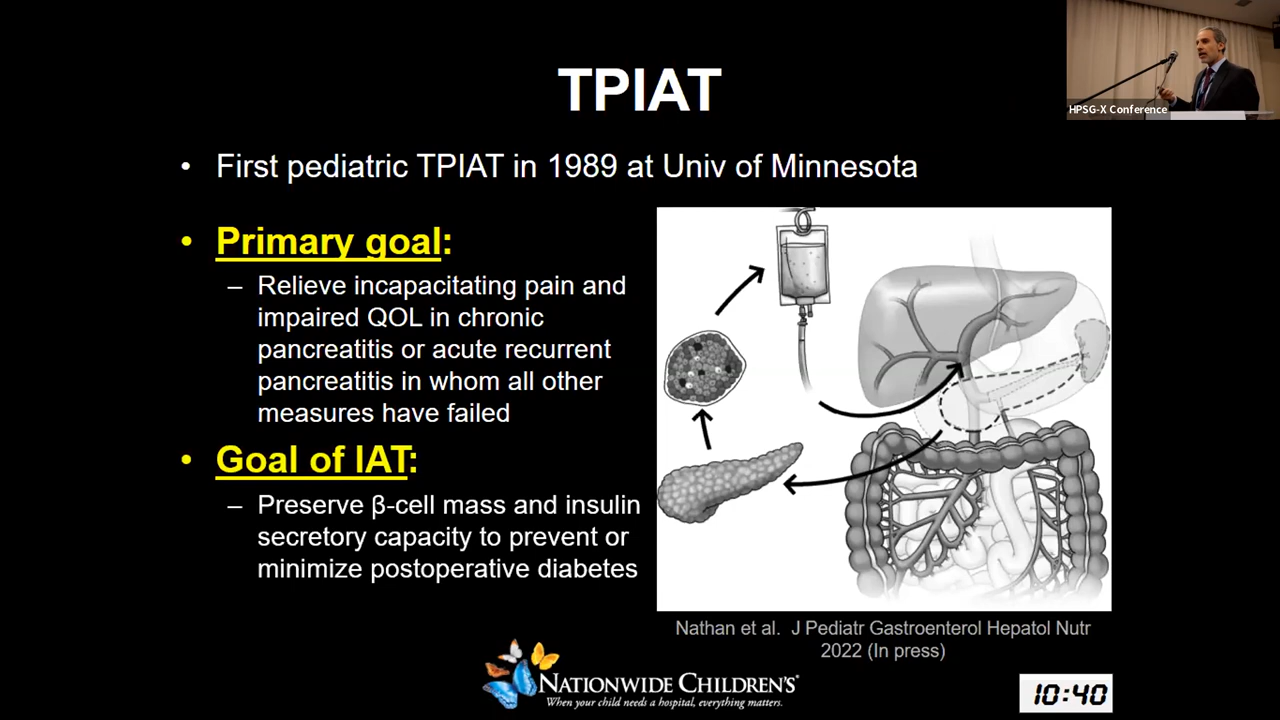 HPSG-X Conference
TPIAT
• First pediatric TPIAT in 1989 at Univ of Minnesota
• Primary goal:
– Relieve incapacitating pain and
impaired QOL in chronic
pancreatitis or acute recurrent
pancreatitis in whom all other
measures have failed
• Goal of IAT:
– Preserve β-cell mass and insulin
secretory capacity to prevent or
minimize postoperative diabetes
Nathan et al. J Pediatr Gastroenterol Hepatol Nutr
2022 (In press)
NATIONWIDE CHILDREN'S®
When your child needs a hospital, everything matters.
10:40